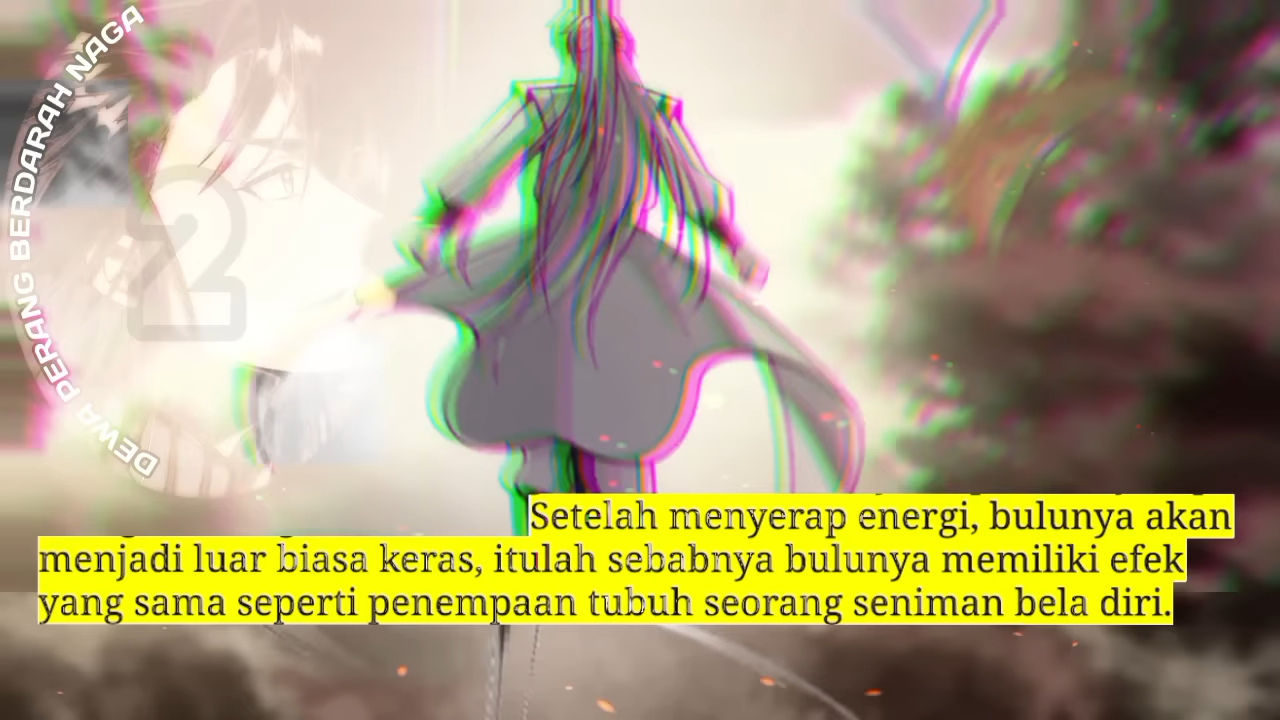 DEWA PERANG BERDARAH NAGA
2
Setelah menyerap energi, bulunya akan
menjadi luar biasa keras, itulah sebabnya bulunya memiliki efek
yang sama seperti penempaan tubuh seorang seniman bela diri.